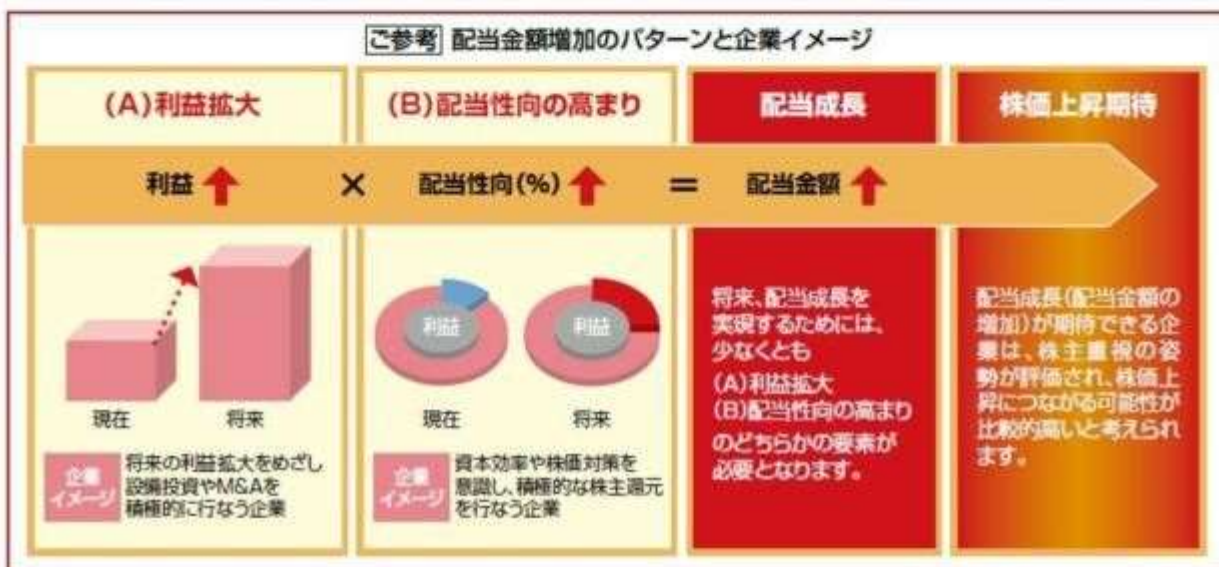 ご参考 配当金額増加のパターンと企業イメージ
(A)利益拡大
(B)配当性向の高まり
配当成長
株価上昇期待
利益 × 配当性向(%) = 配当金額
現在
将来
企業
イメージ
将来の利益拡大をめざし
設備投資やM&Aを
積極的に行なう企業
利益
利益
現在
将来
企業
イメージ
資本効率や株価対策を
意識し、積極的な株主還元
を行なう企業
将来、配当成長を
実現するためには、
少なくとも
(A)利益拡大
(B)配当性向の高まり
のどちらかの要素が
必要となります。
配当成長(配当金額の
増加)が期待できる企
業は、株主重視の姿
勢が評価され、株価上
昇につながる可能性が
比較的高いと考えられ
ます。